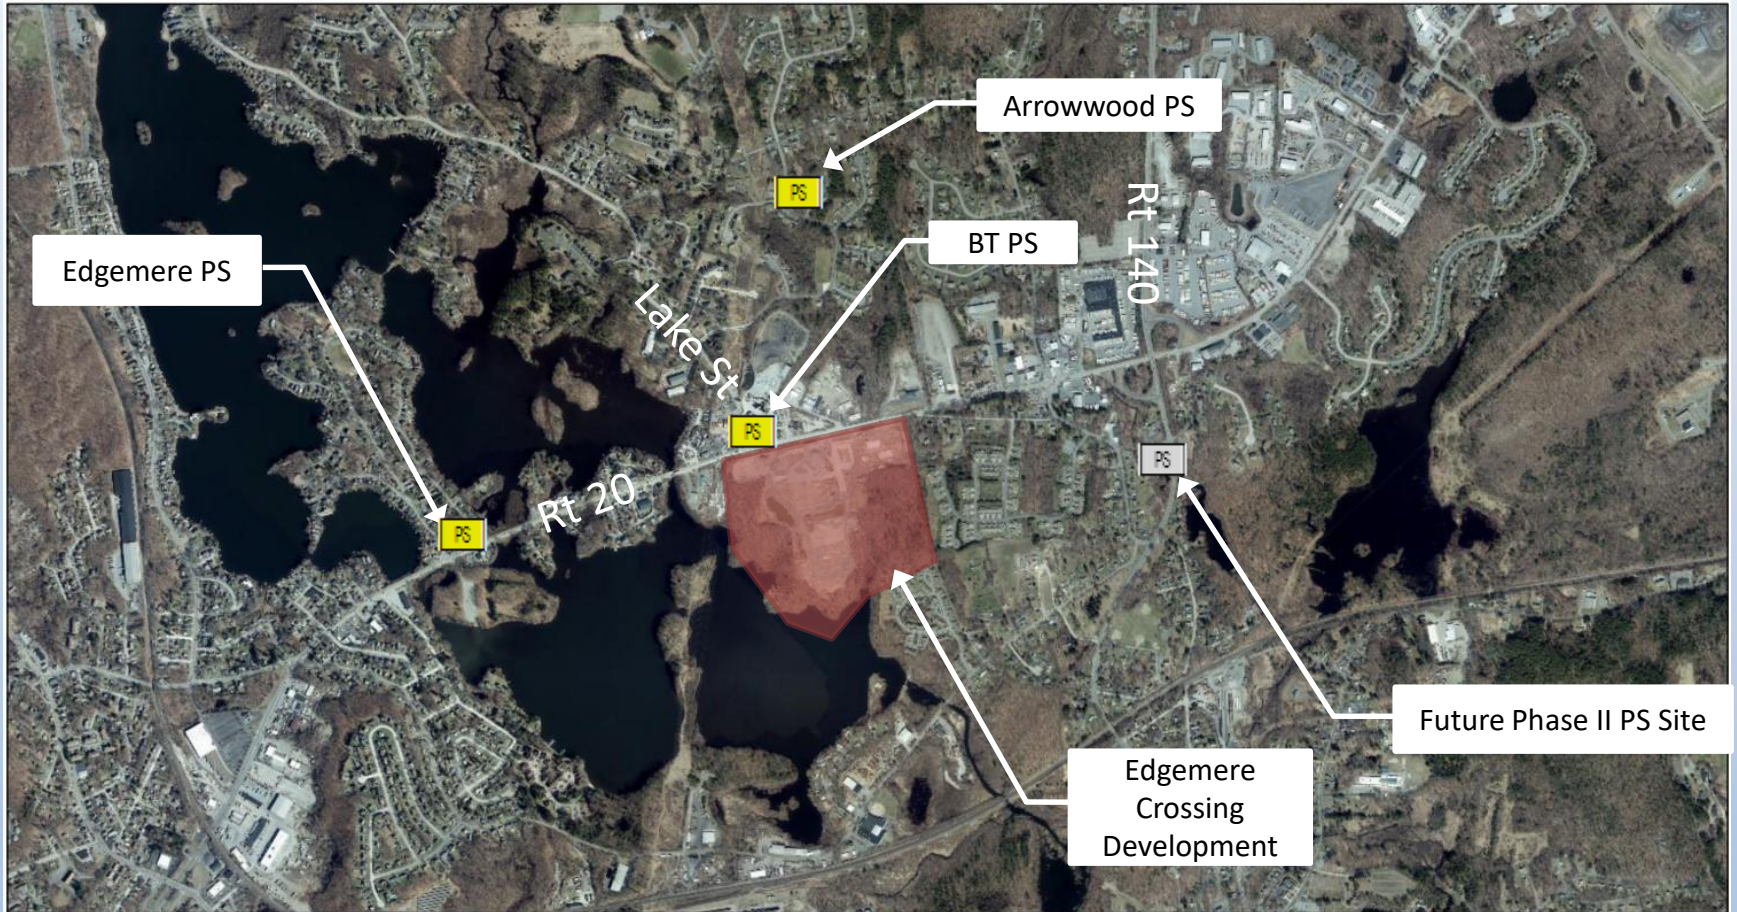 Arrowwood PS
PS
Rt 140
BT PS
Edgemere PS
Lake St
PS
PS
Rt 20
PS
Future Phase II PS Site
Edgemere
Crossing
Development